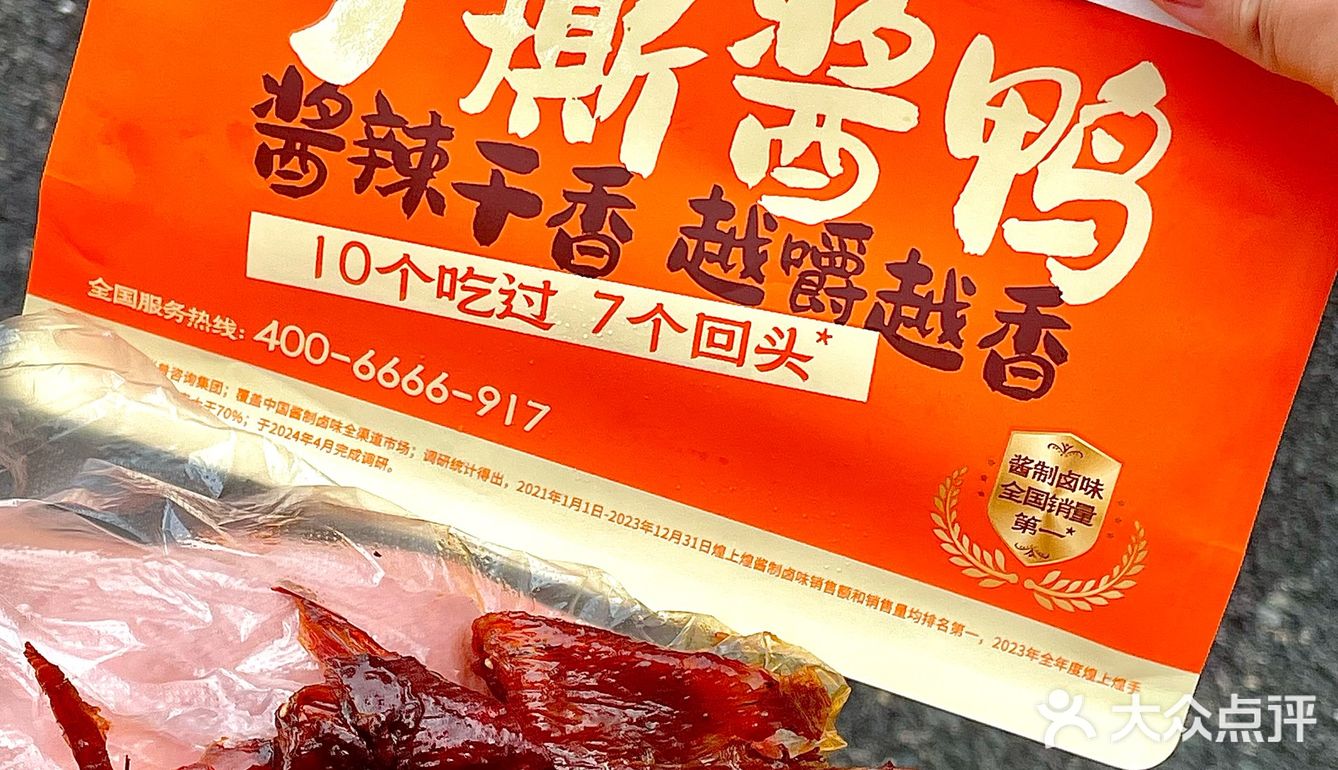 手撕酱鸭
酱辣干香 越嚼越香
10个吃过 7个回头*
全国服务热线: 400-6666-917
咨询集团；覆盖中国酱制卤味全渠道市场；调研统计得出，2021年1月1日-2023年12月31日煌上煌酱制卤味销售额和销售量均排名第一，2023年全年度煌上煌手
大于70%；于2024年4月完成调研。
酱制卤味
全国销量
第一*
大众点评